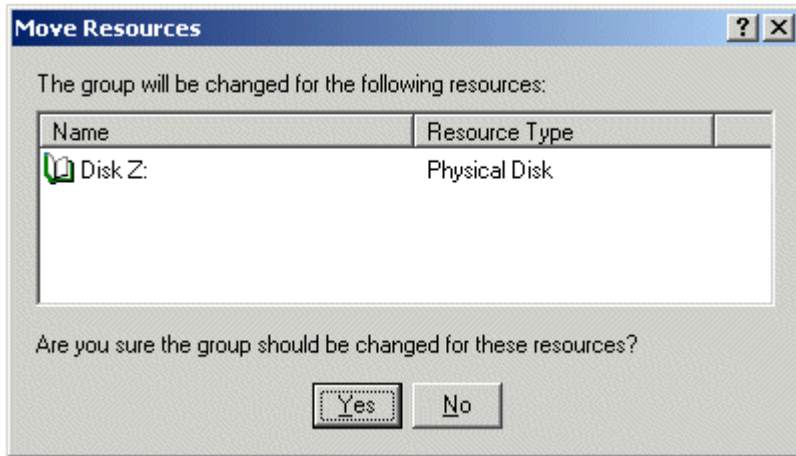 Move Resources
The group will be changed for the following resources:
Name Resource Type
Disk Z: Physical Disk
Are you sure the group should be changed for these resources?
Yes No